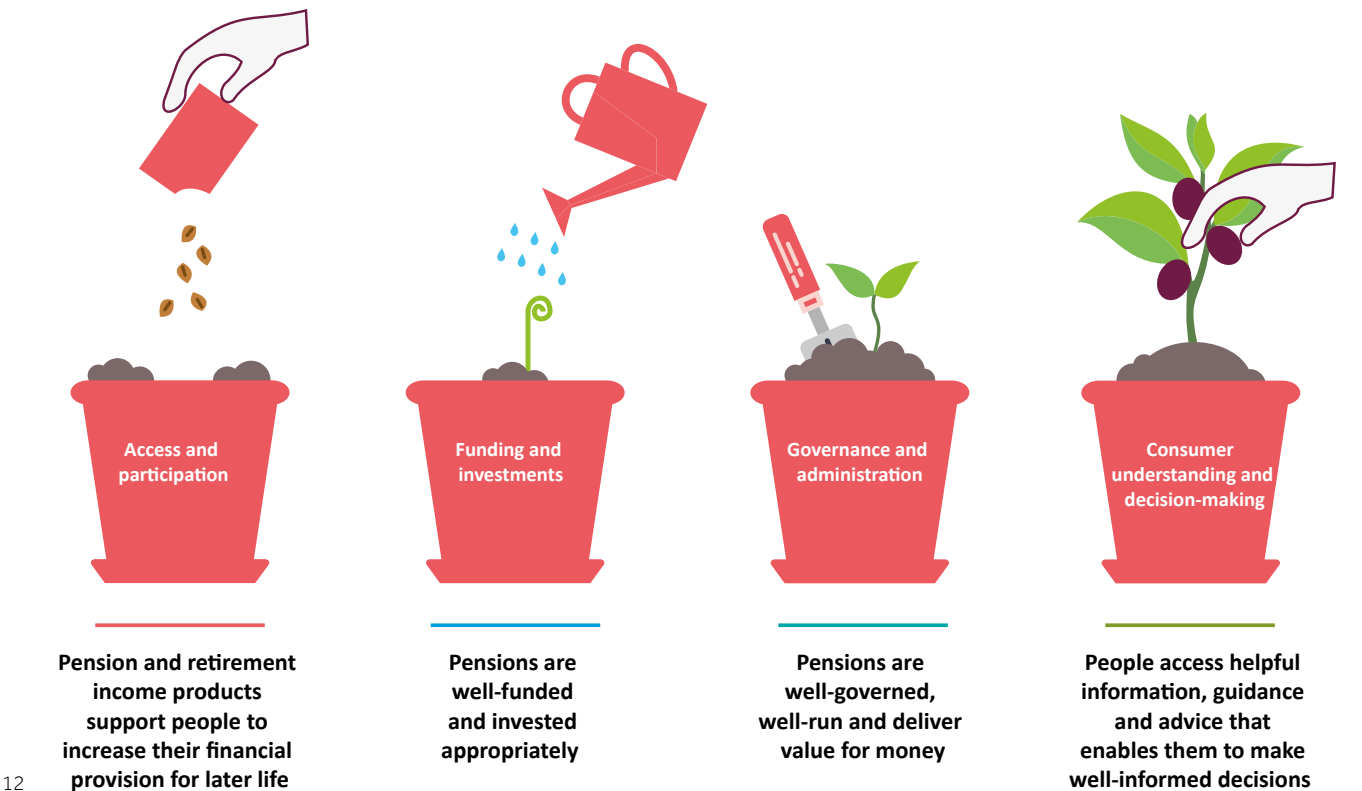 Access and
participation
Funding and
investments
Governance and
administration
Consumer
understanding and
decision-making
Pension and retirement
income products
support people to
increase their financial
provision for later life
Pensions are
well-funded
and invested
appropriately
Pensions are
well-governed,
well-run and deliver
value for money
People access helpful
information, guidance
and advice that
enables them to make
well-informed decisions
12